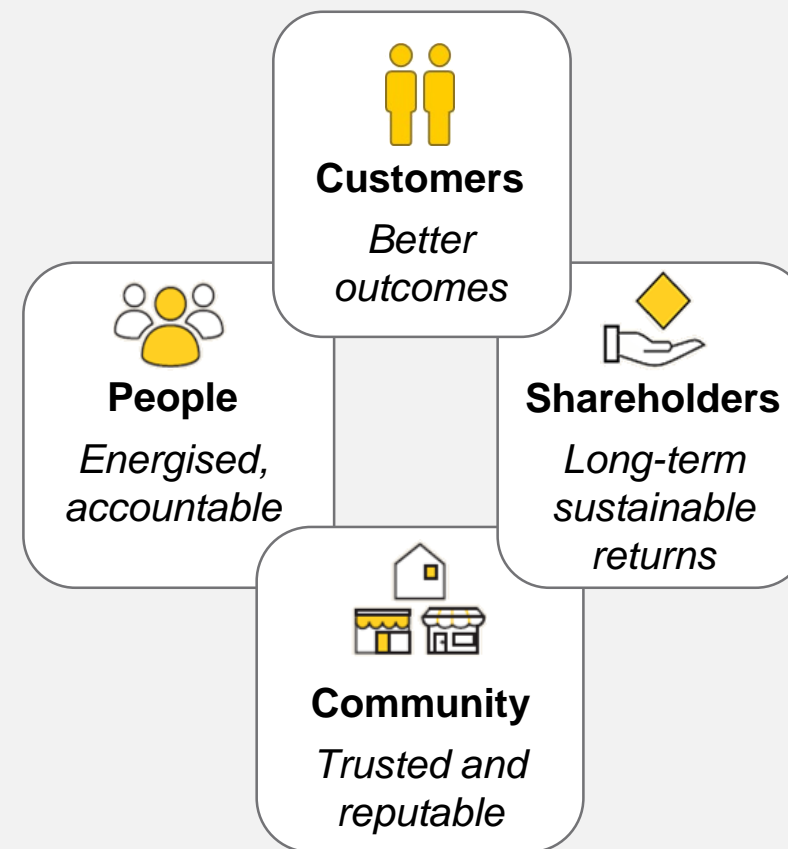 Customers
Better
outcomes
People
Energised,
accountable
Shareholders
Long-term
sustainable
returns
Community
Trusted and
reputable